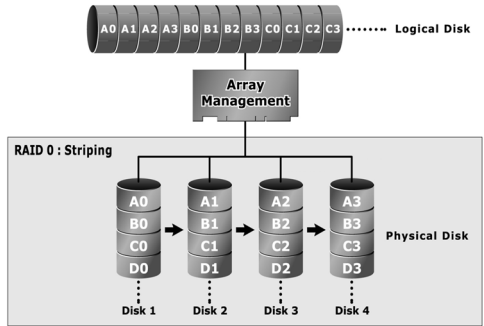 A0 A1 A2 A3 B0 B1 B2 B3 C0 C1 C2 C3 Logical Disk
Array
Management
RAID 0 : Striping
A0 A1 A2 A3
B0 B1 B2 B3
Physical Disk
C0 C1 C2 C3
D0 D1 D2 D3
Disk 1 Disk 2 Disk 3 Disk 4